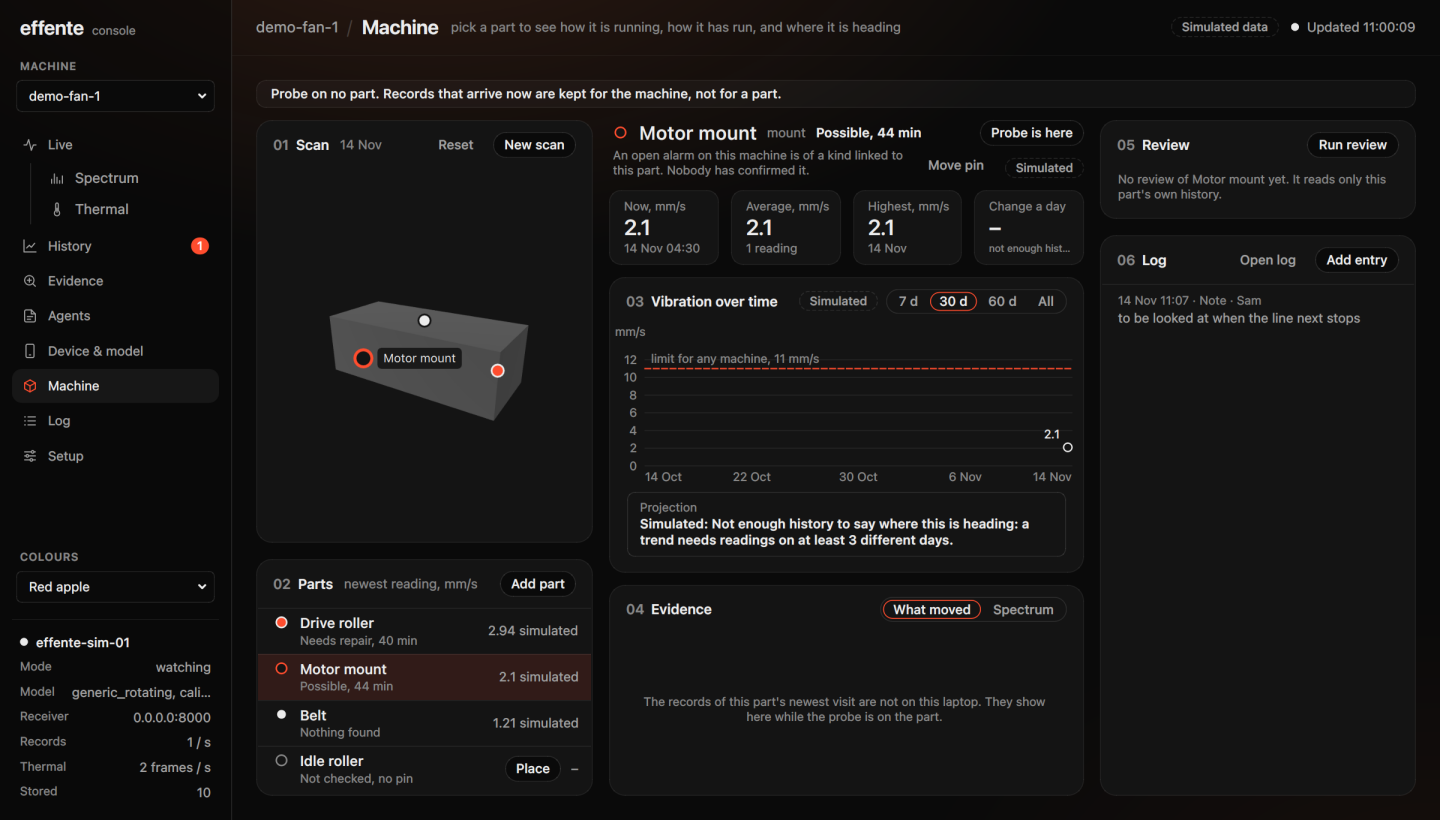 effente console
MACHINE
demo-fan-1
Live
Spectrum
Thermal
History 1
Evidence
Agents
Device & model
Machine
Log
Setup
COLOURS
Red apple
effente-sim-01
Mode watching
Model generic_rotating, cali...
Receiver 0.0.0.0:8000
Records 1 / s
Thermal 2 frames / s
Stored 10
demo-fan-1 / Machine pick a part to see how it is running, how it has run, and where it is heading
Simulated data Updated 11:00:09
Probe on no part. Records that arrive now are kept for the machine, not for a part.
01 Scan 14 Nov Reset New scan
Motor mount
02 Parts newest reading, mm/s Add part
Drive roller
Needs repair, 40 min
2.94 simulated
Motor mount
Possible, 44 min
2.1 simulated
Belt
Nothing found
1.21 simulated
Idle roller
Not checked, no pin
Place –
Motor mount mount Possible, 44 min Probe is here
An open alarm on this machine is of a kind linked to
this part. Nobody has confirmed it.
Move pin Simulated
Now, mm/s
2.1
14 Nov 04:30
Average, mm/s
2.1
1 reading
Highest, mm/s
2.1
14 Nov
Change a day
–
not enough hist...
03 Vibration over time Simulated 7 d 30 d 60 d All
mm/s
limit for any machine, 11 mm/s
12
10
8
6
4
2
0
2.1
14 Oct 22 Oct 30 Oct 6 Nov 14 Nov
Projection
Simulated: Not enough history to say where this is heading: a
trend needs readings on at least 3 different days.
04 Evidence What moved Spectrum
The records of this part's newest visit are not on this laptop. They show
here while the probe is on the part.
05 Review Run review
No review of Motor mount yet. It reads only this
part's own history.
06 Log Open log Add entry
14 Nov 11:07 · Note · Sam
to be looked at when the line next stops